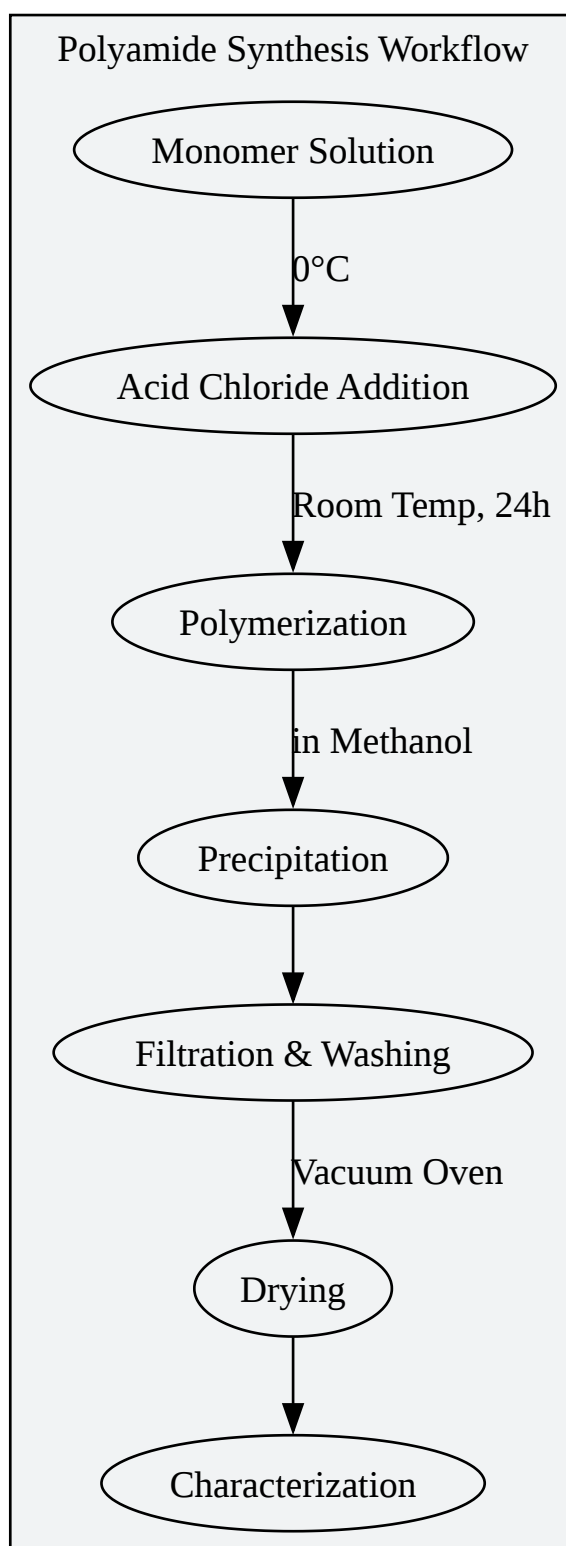 Polyamide Synthesis Workflow
Monomer Solution
0°C
Acid Chloride Addition
Room Temp, 24h
Polymerization
in Methanol
Precipitation
Filtration & Washing
Vacuum Oven
Drying
Characterization